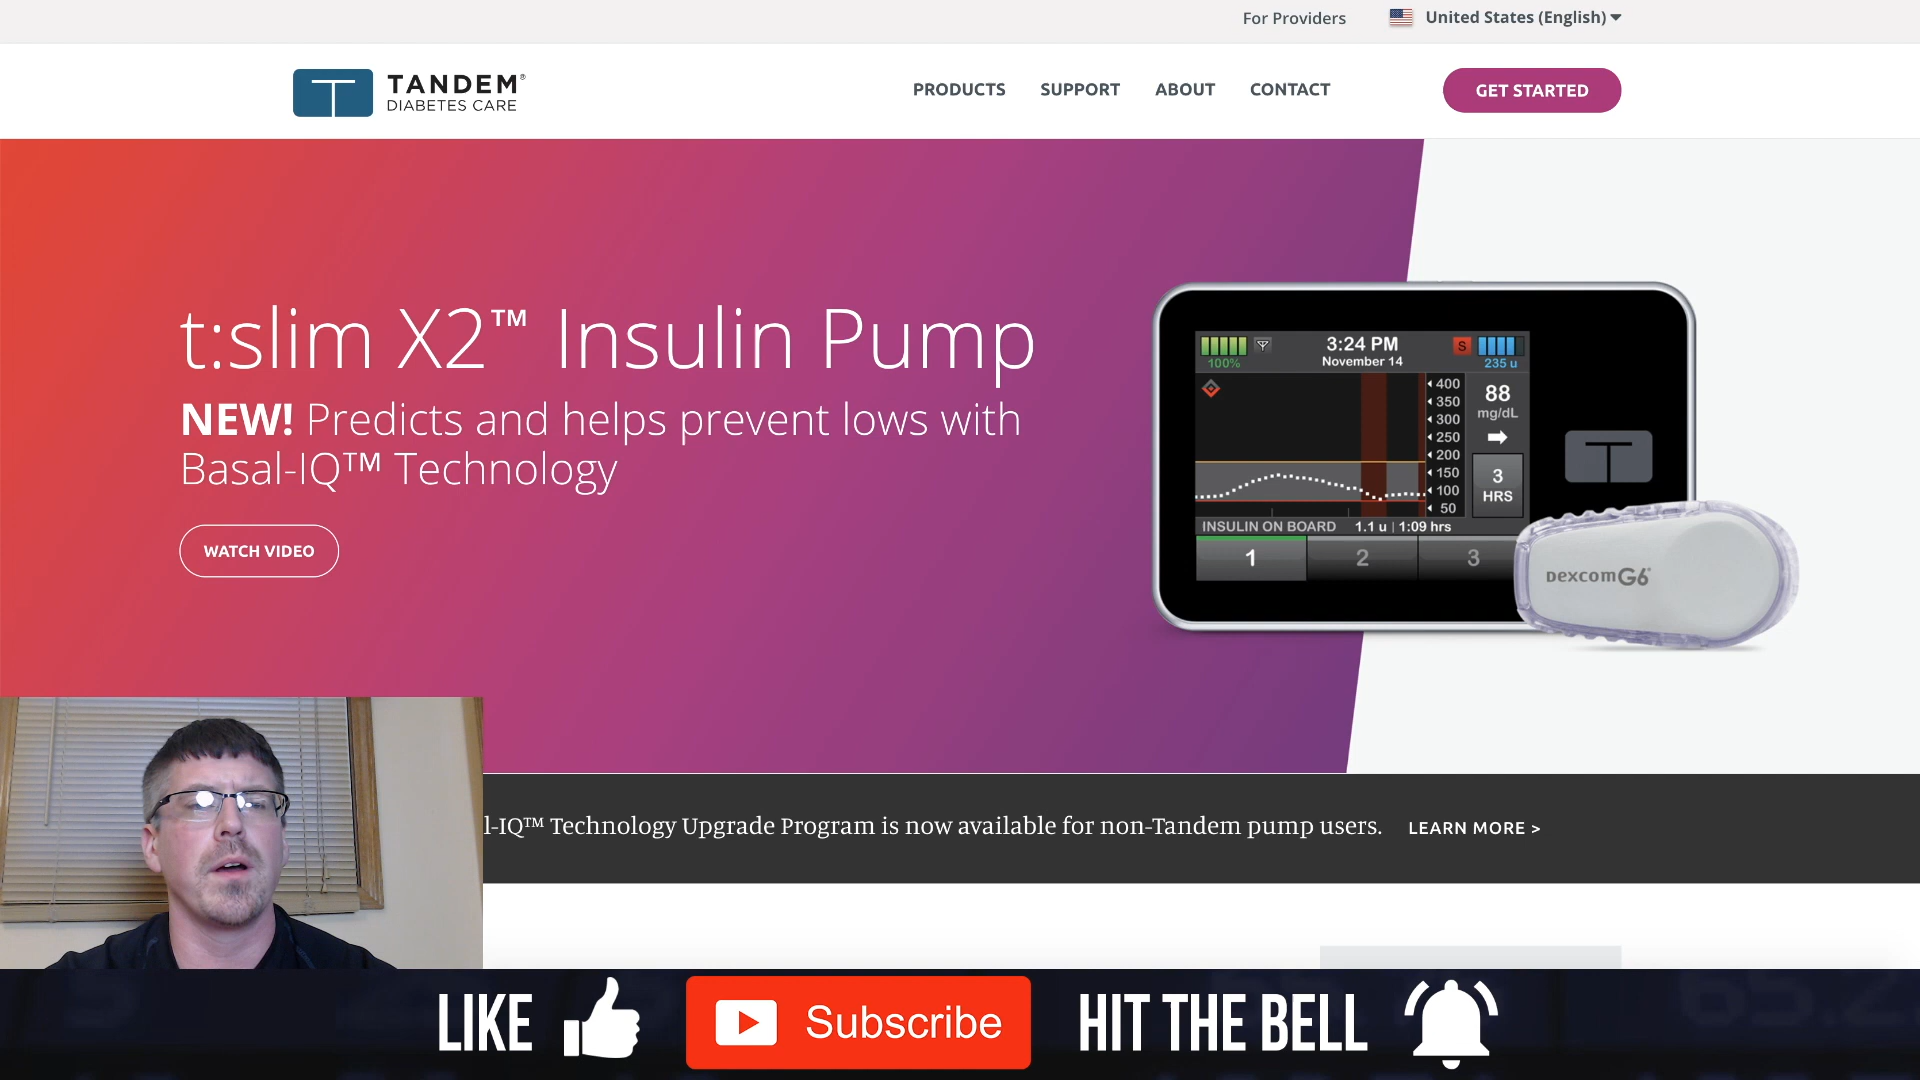 For Providers
United States (English)
TANDEM®
DIABETES CARE
PRODUCTS
SUPPORT
ABOUT
CONTACT
GET STARTED
t:slim X2™ Insulin Pump
NEW! Predicts and helps prevent lows with
Basal-IQ™ Technology
WATCH VIDEO
100%
3:24 PM
November 14
S
235 u
400
350
300
250
200
150
100
50
88
mg/dL
3
HRS
INSULIN ON BOARD 1.1 u | 1:09 hrs
1
2
3
T
Dexcom G6®
l-IQ™ Technology Upgrade Program is now available for non-Tandem pump users.
LEARN MORE >
LIKE
Subscribe
HIT THE BELL